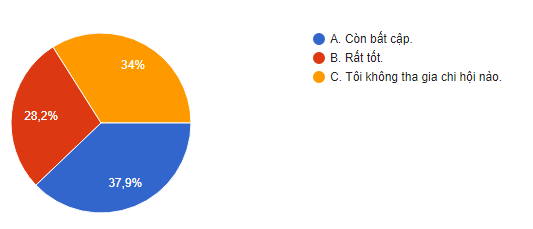 A. Còn bất cập.
B. Rất tốt.
C. Tôi không tha gia chi hội nào.
34%
28,2%
37,9%